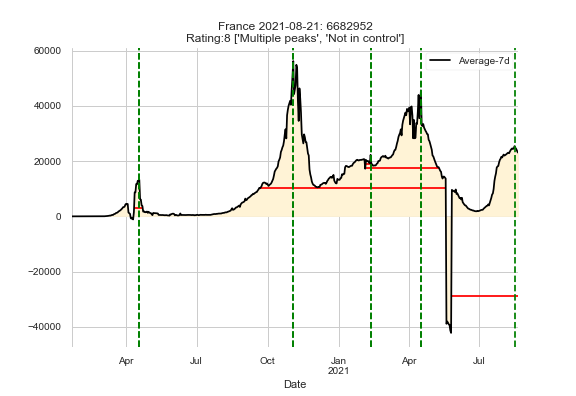 France 2021-08-21: 6682952
Rating:8 ['Multiple peaks', 'Not in control']
60000
Average-7d
40000
20000
0
−20000
−40000
Apr Jul Oct Jan Apr Jul
2021
Date